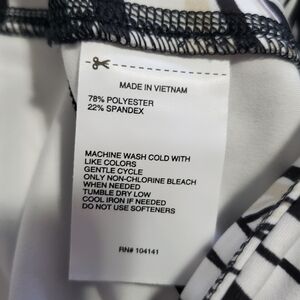 MADE IN VIETNAM
78% POLYESTER
22% SPANDEX
MACHINE WASH COLD WITH
LIKE COLORS
GENTLE CYCLE
ONLY NON-CHLORINE BLEACH
WHEN NEEDED
TUMBLE DRY LOW
COOL IRON IF NEEDED
DO NOT USE SOFTENERS
RN# 104141